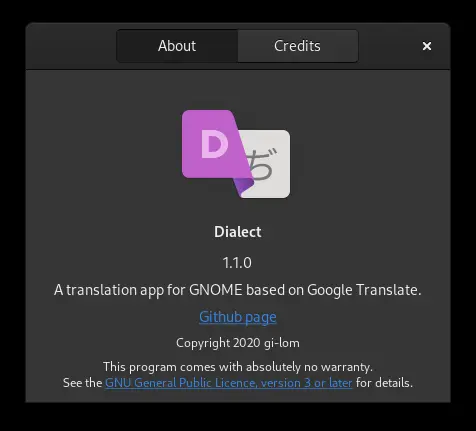 About Credits ×
D ぢ
Dialect
1.1.0
A translation app for GNOME based on Google Translate.
Github page
Copyright 2020 gi-lom
This program comes with absolutely no warranty.
See the GNU General Public Licence, version 3 or later for details.